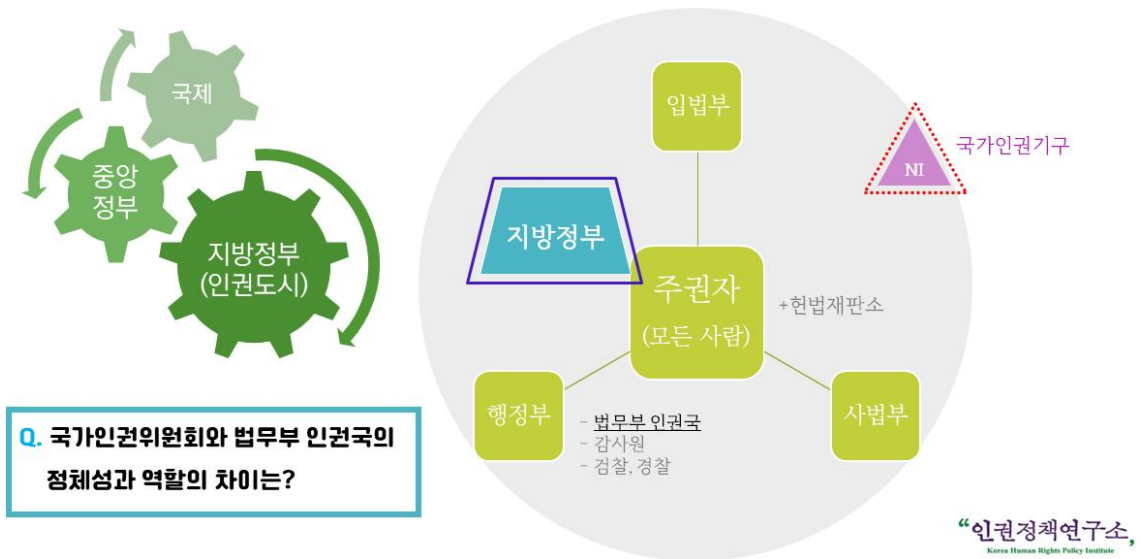 국제
중앙
정부
지방정부
(인권도시)
Q. 국가인권위원회와 법무부 인권국의
정체성과 역할의 차이는?
입법부
NI
국가인권기구
지방정부
주권자
(모든 사람)
+헌법재판소
행정부
- 법무부 인권국
- 감사원
- 검찰, 경찰
사법부
“인권정책연구소,
Korea Human Rights Policy Institute